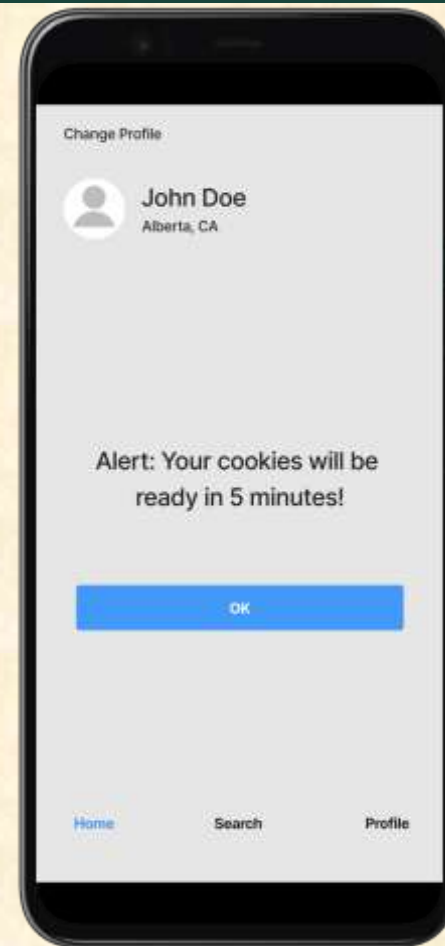 Change Profile
John Doe
Alberta, CA
Alert: Your cookies will be
ready in 5 minutes!
OK
Home Search Profile